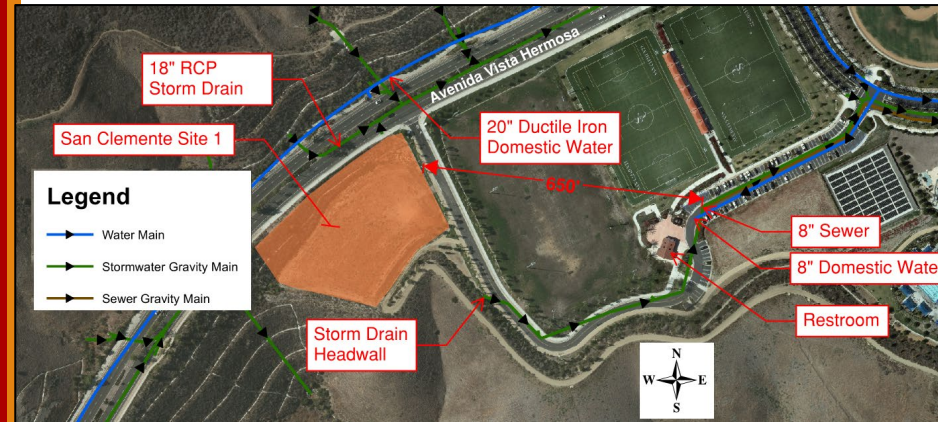 18" RCP
Storm Drain
Avenida Vista Hermosa
San Clemente Site 1
20" Ductile Iron
Domestic Water
650'
Legend
Water Main
Stormwater Gravity Main
Sewer Gravity Main
8" Sewer
8" Domestic Wate
Restroom
Storm Drain
Headwall
N
W E
S